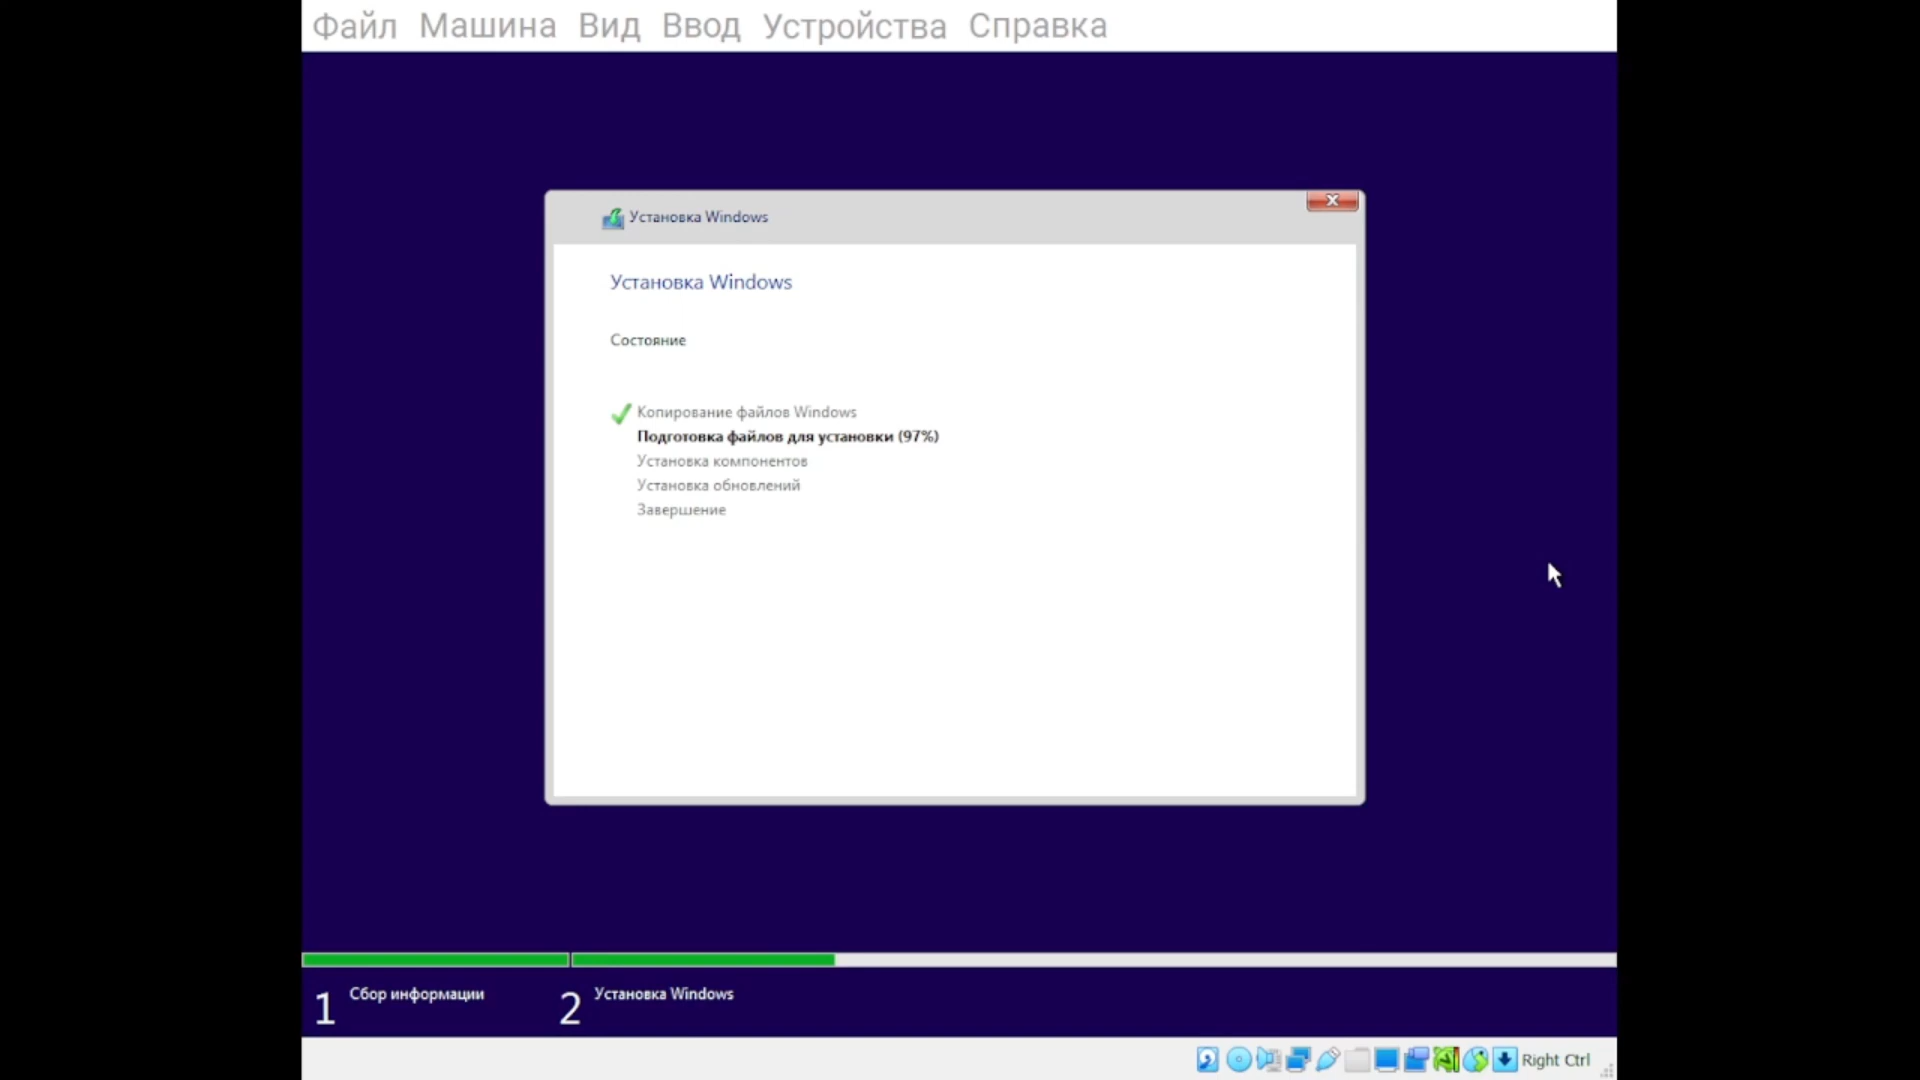 Файл Машина Вид Ввод Устройства Справка
Установка Windows
Установка Windows
Состояние
Копирование файлов Windows
Подготовка файлов для установки (97%)
Установка компонентов
Установка обновлений
Завершение
1 Сбор информации
2 Установка Windows
Right Ctrl